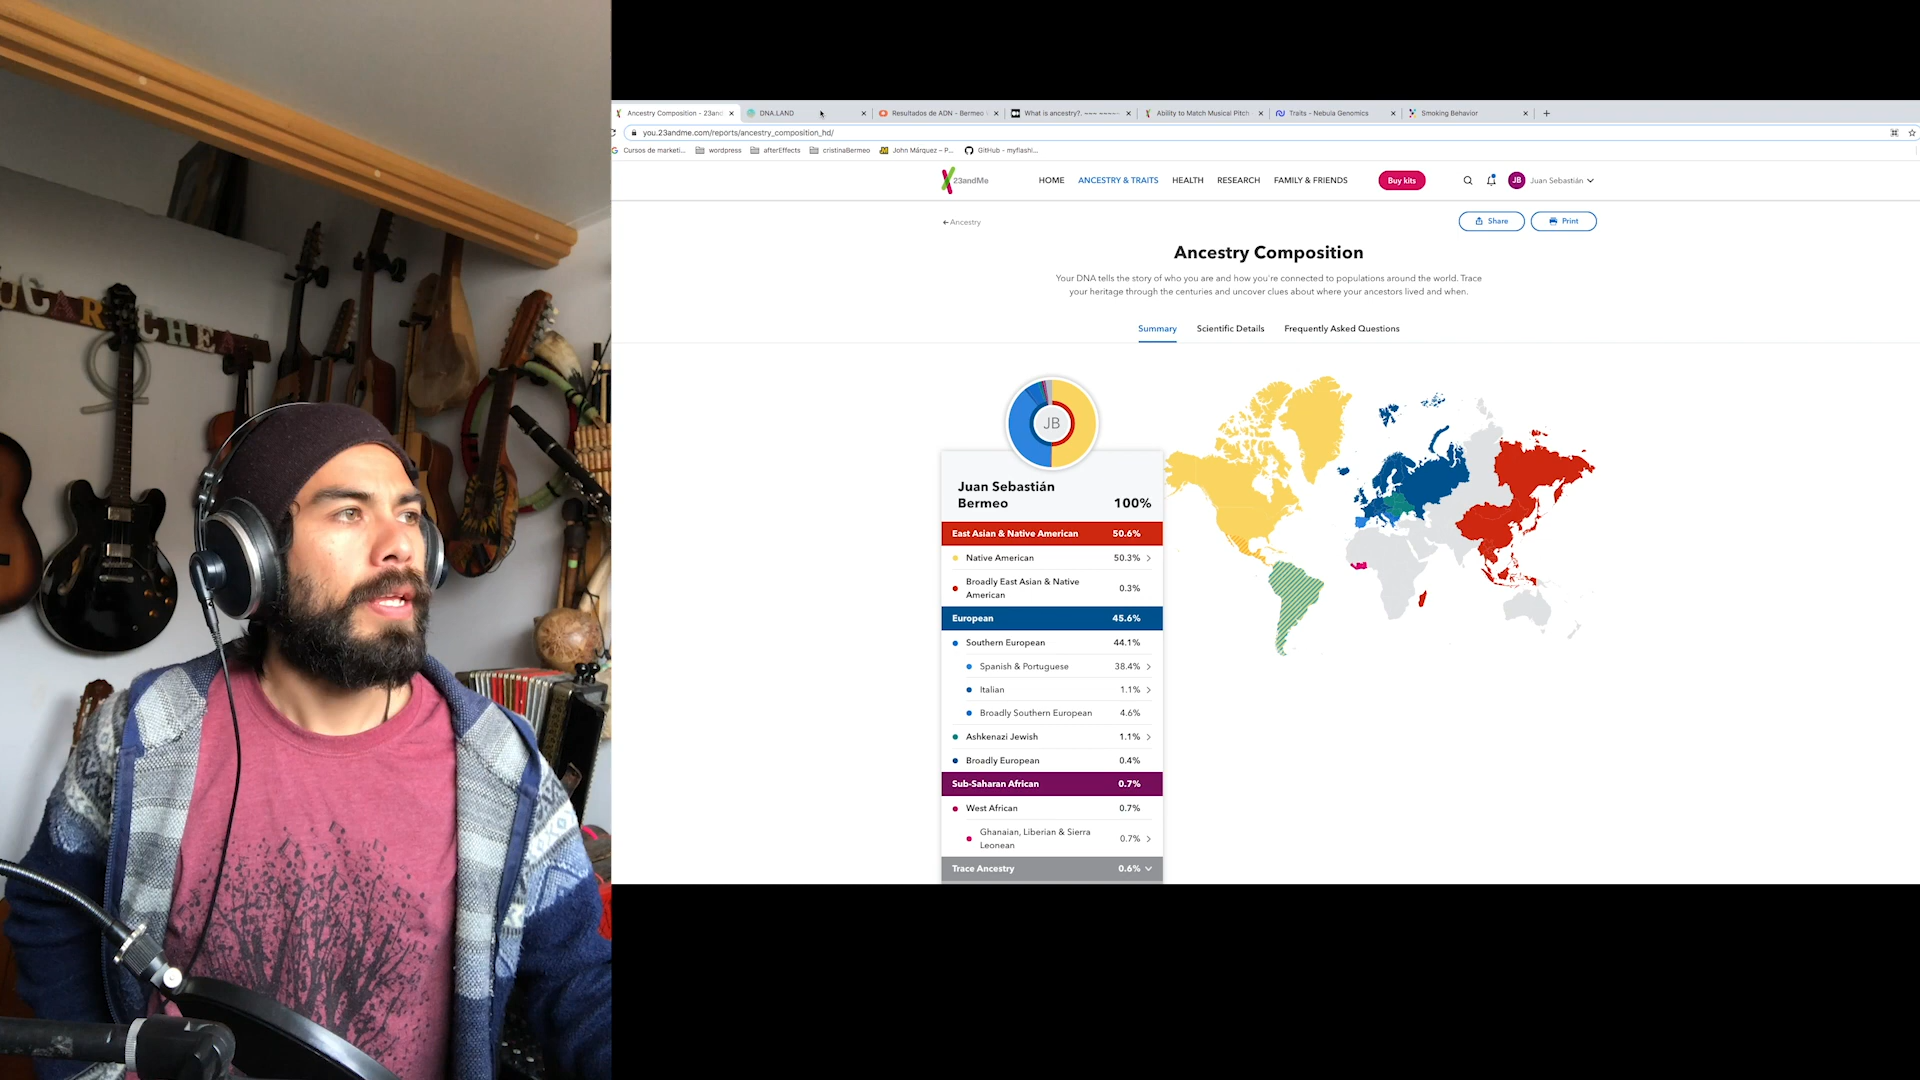 UCAR CHEA
Ancestry Composition - 23and
DNA.LAND
Resultados de ADN - Bermeo
What is ancestry?. ~~~ ~~~~~
Ability to Match Musical Pitch
Traits - Nebula Genomics
Smoking Behavior
you.23andme.com/reports/ancestry_composition_hd/
Cursos de marketi...
wordpress
afterEffects
cristinaBermeo
John Márquez – P...
GitHub - myflashi...
23andMe
HOME
ANCESTRY & TRAITS
HEALTH
RESEARCH
FAMILY & FRIENDS
Buy kits
JB
Juan Sebastián
Ancestry
Share
Print
Ancestry Composition
Your DNA tells the story of who you are and how you're connected to populations around the world. Trace
your heritage through the centuries and uncover clues about where your ancestors lived and when.
Summary
Scientific Details
Frequently Asked Questions
JB
Juan Sebastián
Bermeo 100%
East Asian & Native American 50.6%
Native American 50.3%
Broadly East Asian & Native
American 0.3%
European 45.6%
Southern European 44.1%
Spanish & Portuguese 38.4%
Italian 1.1%
Broadly Southern European 4.6%
Ashkenazi Jewish 1.1%
Broadly European 0.4%
Sub-Saharan African 0.7%
West African 0.7%
Ghanaian, Liberian & Sierra
Leonean 0.7%
Trace Ancestry 0.6%